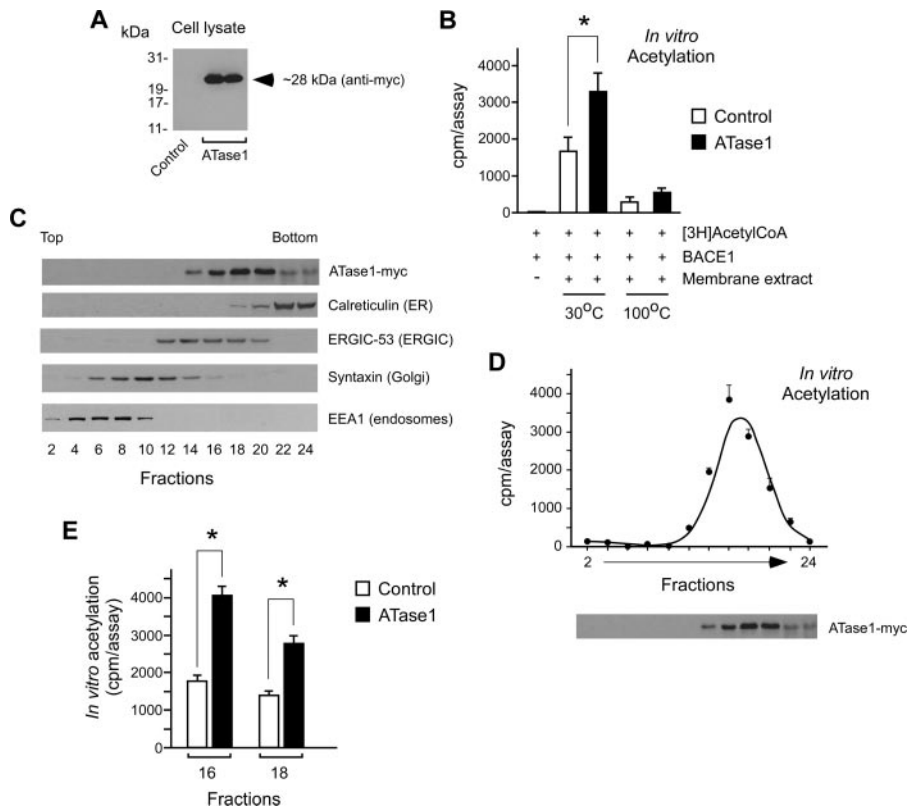 A
kDa
Cell lysate
31-
19-
17-
11-
~28 kDa (anti-myc)
Control
ATase1
B
In vitro
Acetylation
*
cpm/assay
4000
3000
2000
1000
0
Control
ATase1
+ + + + + [3H]AcetylCoA
+ + + + + BACE1
- + + + + Membrane extract
30°C 100°C
C
Top Bottom
ATase1-myc
Calreticulin (ER)
ERGIC-53 (ERGIC)
Syntaxin (Golgi)
EEA1 (endosomes)
2 4 6 8 10 12 14 16 18 20 22 24
Fractions
D
In vitro
Acetylation
cpm/assay
4000
3000
2000
1000
0
2 24
Fractions
ATase1-myc
E
* *
Control
ATase1
In vitro acetylation
(cpm/assay)
4000
3000
2000
1000
0
16 18
Fractions